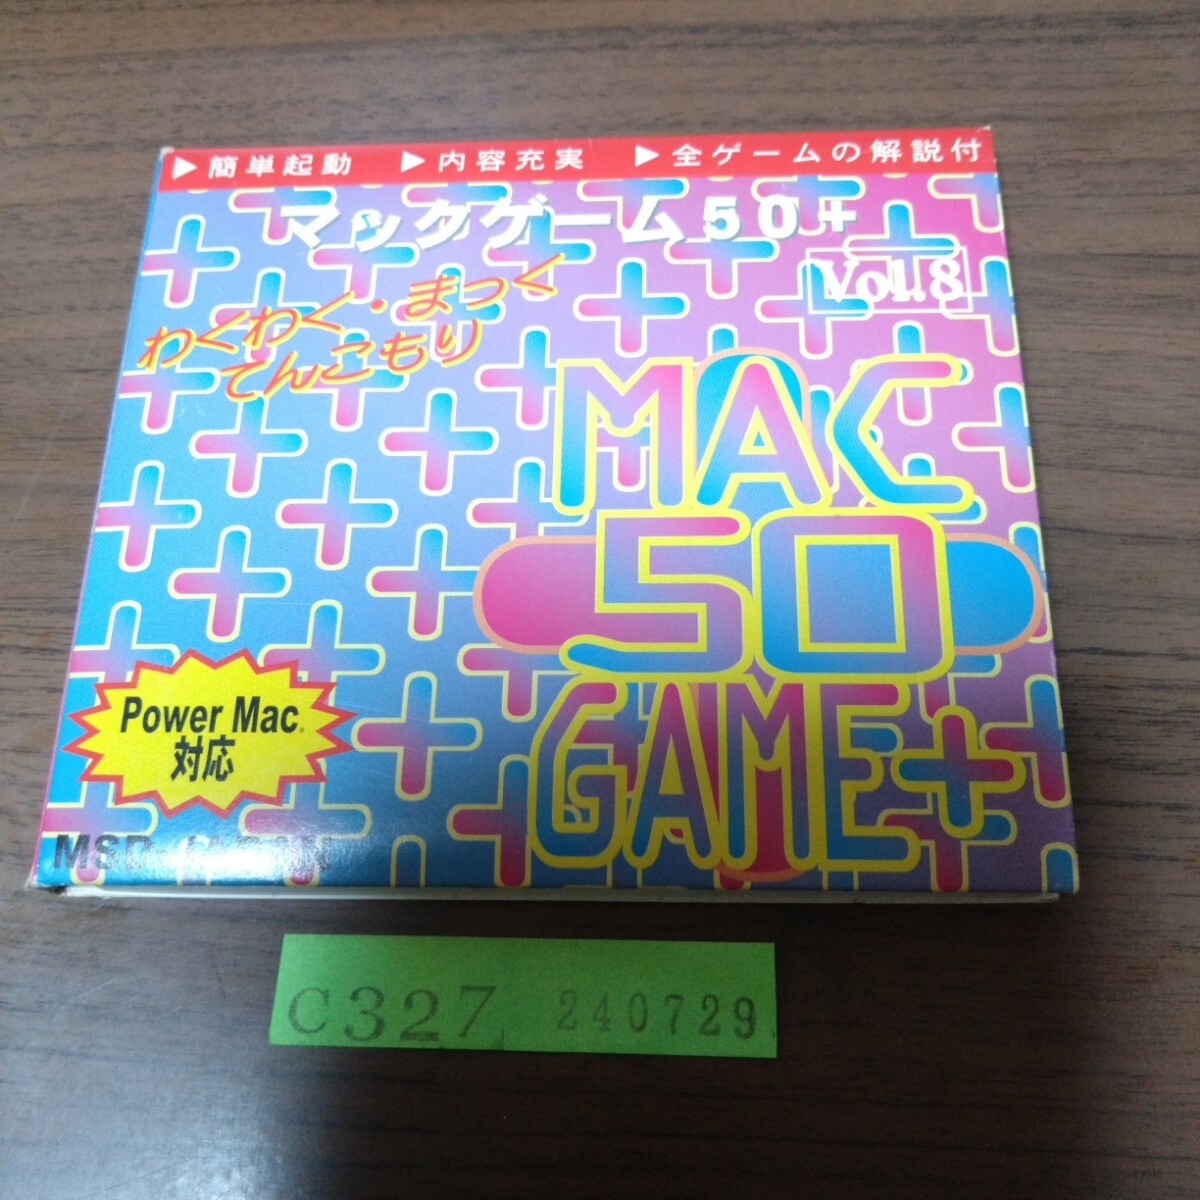 ▶簡単起動 ▶内容充実 ▶全ゲームの解説付
マックゲーム50+
Vol.8
わくわく・まっく
てんこもり
MAC
50
GAME+
Power Mac
対応
C327 240729